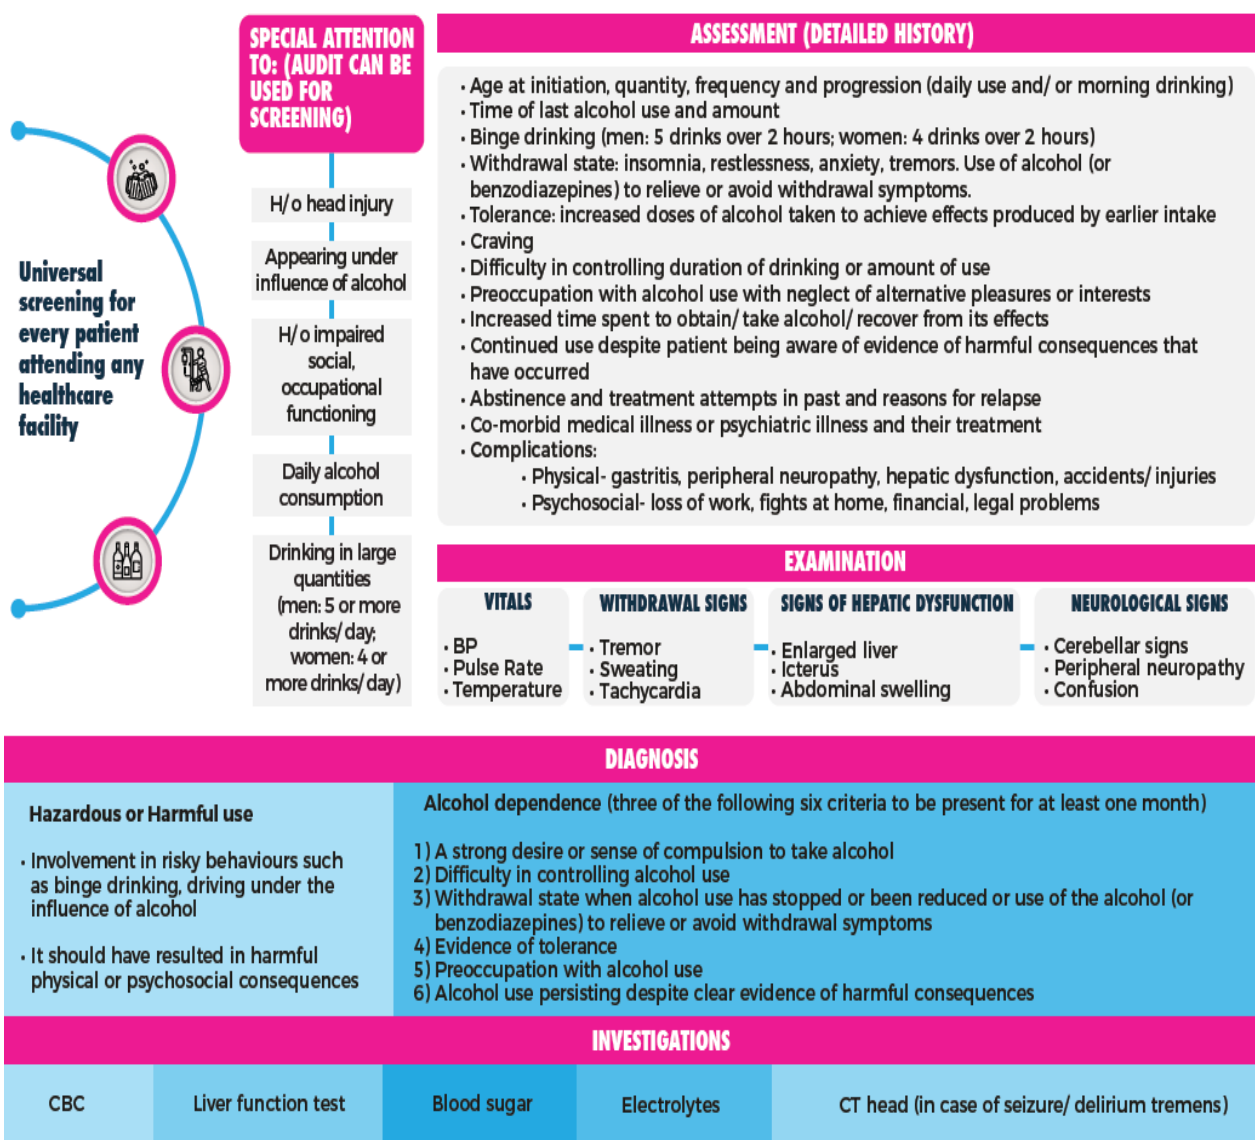 Universal
screening for
every patient
attending any
healthcare
facility
SPECIAL ATTENTION
TO: (AUDIT CAN BE
USED FOR
SCREENING)
H/o head injury
Appearing under
influence of alcohol
H/o impaired
social,
occupational
functioning
Daily alcohol
consumption
Drinking in large
quantities
(men: 5 or more
drinks/day;
women: 4 or
more drinks/day)
ASSESSMENT (DETAILED HISTORY)
• Age at initiation, quantity, frequency and progression (daily use and/ or morning drinking)
• Time of last alcohol use and amount
• Binge drinking (men: 5 drinks over 2 hours; women: 4 drinks over 2 hours)
• Withdrawal state: insomnia, restlessness, anxiety, tremors. Use of alcohol (or
benzodiazepines) to relieve or avoid withdrawal symptoms.
• Tolerance: increased doses of alcohol taken to achieve effects produced by earlier intake
• Craving
• Difficulty in controlling duration of drinking or amount of use
• Preoccupation with alcohol use with neglect of alternative pleasures or interests
• Increased time spent to obtain/ take alcohol/ recover from its effects
• Continued use despite patient being aware of evidence of harmful consequences that
have occurred
• Abstinence and treatment attempts in past and reasons for relapse
• Co-morbid medical illness or psychiatric illness and their treatment
• Complications:
• Physical- gastritis, peripheral neuropathy, hepatic dysfunction, accidents/ injuries
• Psychosocial- loss of work, fights at home, financial, legal problems
EXAMINATION
VITALS
• BP
• Pulse Rate
• Temperature
WITHDRAWAL SIGNS
• Tremor
• Sweating
• Tachycardia
SIGNS OF HEPATIC DYSFUNCTION
• Enlarged liver
• Icterus
• Abdominal swelling
NEUROLOGICAL SIGNS
• Cerebellar signs
• Peripheral neuropathy
• Confusion
DIAGNOSIS
Hazardous or Harmful use
• Involvement in risky behaviours such
as binge drinking, driving under the
influence of alcohol
• It should have resulted in harmful
physical or psychosocial consequences
Alcohol dependence (three of the following six criteria to be present for at least one month)
1) A strong desire or sense of compulsion to take alcohol
2) Difficulty in controlling alcohol use
3) Withdrawal state when alcohol use has stopped or been reduced or use of the alcohol (or
benzodiazepines) to relieve or avoid withdrawal symptoms
4) Evidence of tolerance
5) Preoccupation with alcohol use
6) Alcohol use persisting despite clear evidence of harmful consequences
INVESTIGATIONS
CBC
Liver function test
Blood sugar
Electrolytes
CT head (in case of seizure/ delirium tremens)